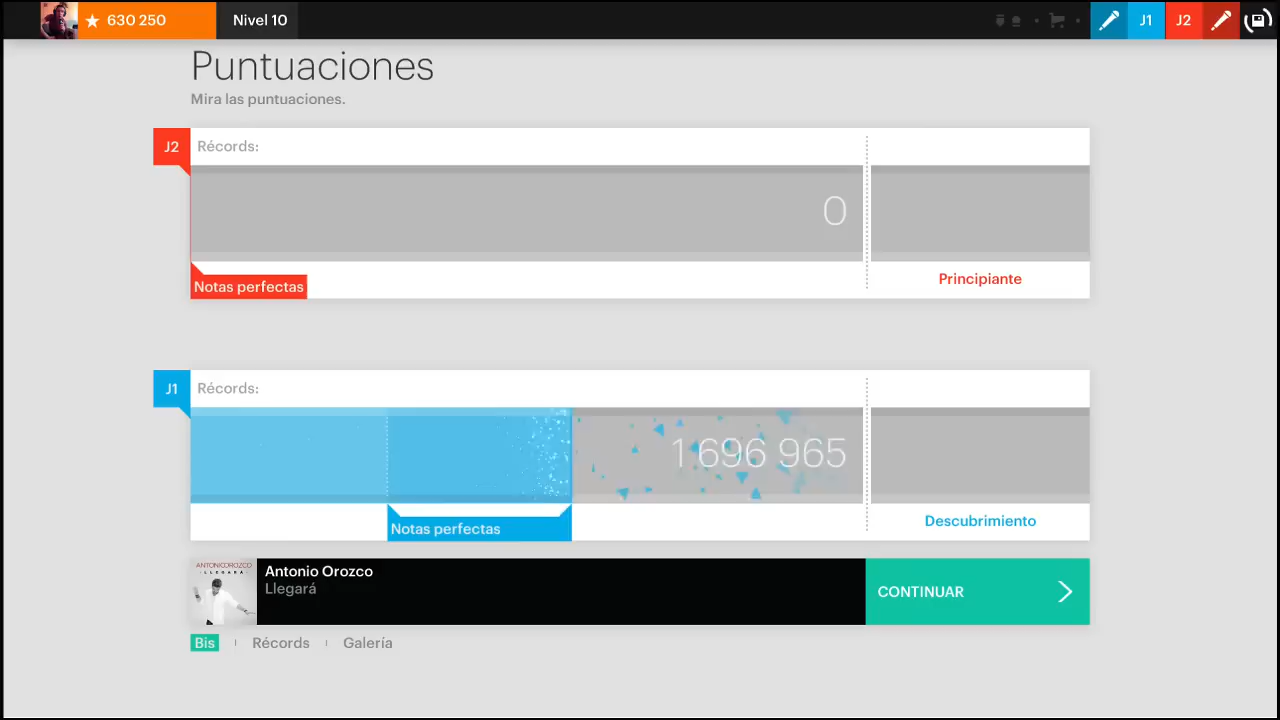 630 250
Nivel 10
J1
J2
Puntuaciones
Mira las puntuaciones.
J2
Récords:
0
Notas perfectas
Principiante
J1
Récords:
1 696 965
Notas perfectas
Descubrimiento
ANTONIOROZCO
LLEGARÁ
Antonio Orozco
Llegará
CONTINUAR
Bis
Récords
Galería